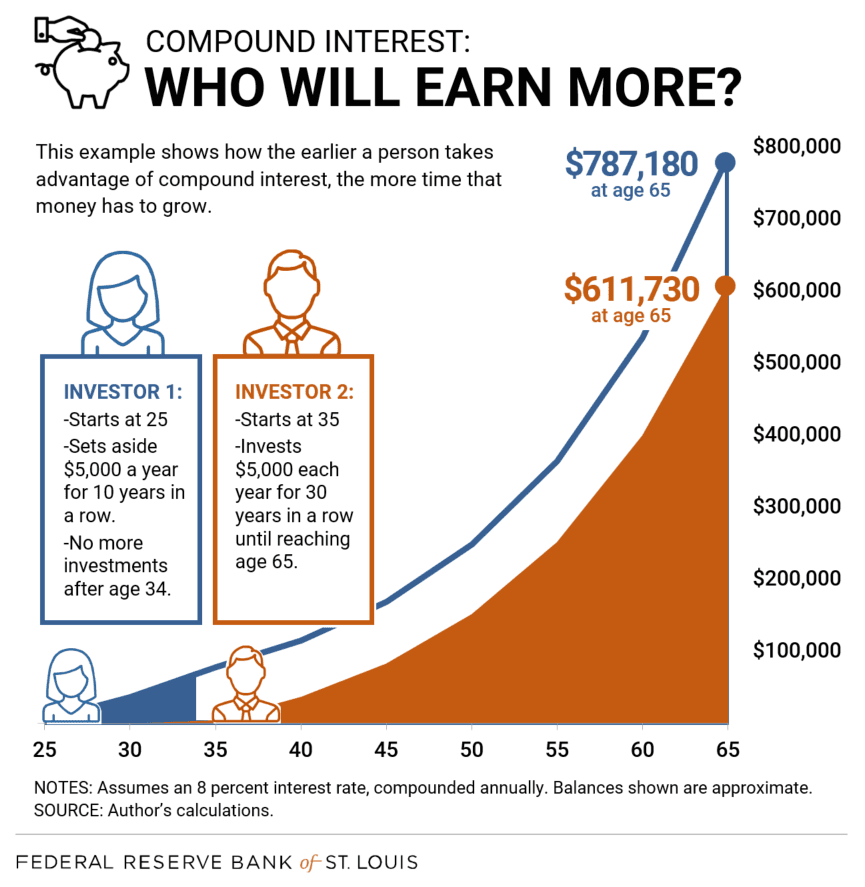 COMPOUND INTEREST:
WHO WILL EARN MORE?
This example shows how the earlier a person takes
advantage of compound interest, the more time that
money has to grow.
$787,180
at age 65
$611,730
at age 65
$800,000
$700,000
$600,000
$500,000
$400,000
$300,000
$200,000
$100,000
INVESTOR 1:
-Starts at 25
-Sets aside
$5,000 a year
for 10 years in
a row.
-No more
investments
after age 34.
INVESTOR 2:
-Starts at 35
-Invests
$5,000 each
year for 30
years in a row
until reaching
age 65.
25 30 35 40 45 50 55 60 65
NOTES: Assumes an 8 percent interest rate, compounded annually. Balances shown are approximate.
SOURCE: Author's calculations.
FEDERAL RESERVE BANK of ST. LOUIS